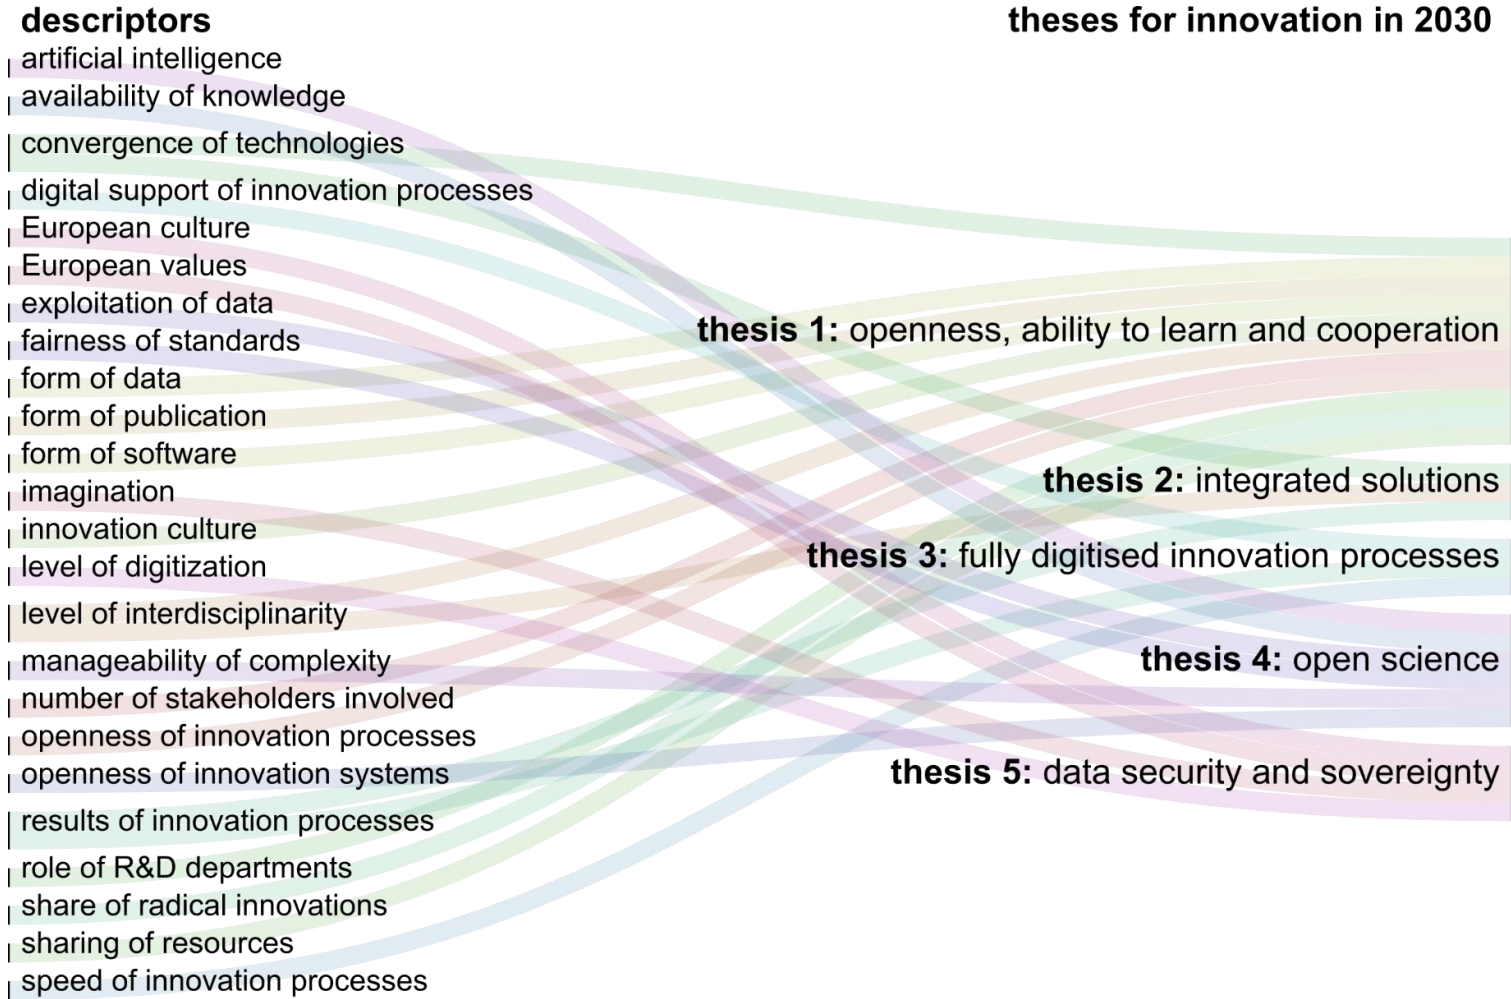 descriptors
theses for innovation in 2030
artificial intelligence
availability of knowledge
convergence of technologies
digital support of innovation processes
European culture
European values
exploitation of data
fairness of standards
form of data
form of publication
form of software
imagination
innovation culture
level of digitization
level of interdisciplinarity
manageability of complexity
number of stakeholders involved
openness of innovation processes
openness of innovation systems
results of innovation processes
role of R&D departments
share of radical innovations
sharing of resources
speed of innovation processes
thesis 1: openness, ability to learn and cooperation
thesis 2: integrated solutions
thesis 3: fully digitised innovation processes
thesis 4: open science
thesis 5: data security and sovereignty